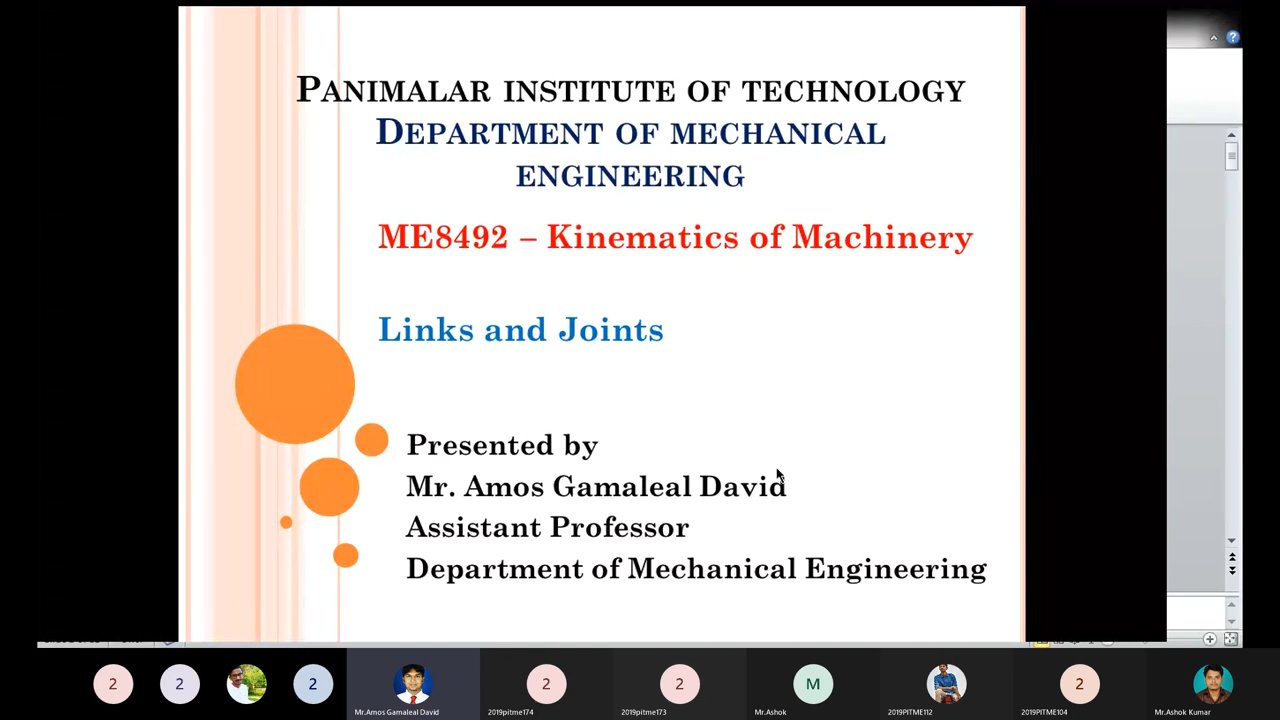 PANIMALAR INSTITUTE OF TECHNOLOGY
DEPARTMENT OF MECHANICAL
ENGINEERING
ME8492 – Kinematics of Machinery
Links and Joints
Presented by
Mr. Amos Gamaleal David
Assistant Professor
Department of Mechanical Engineering
2
2
2
2
2
M
2
Mr.Amos Gamaleal David
2019pitme174
2019pitme173
Mr.Ashok
2019PITME112
2019PITME104
Mr.Ashok Kumar